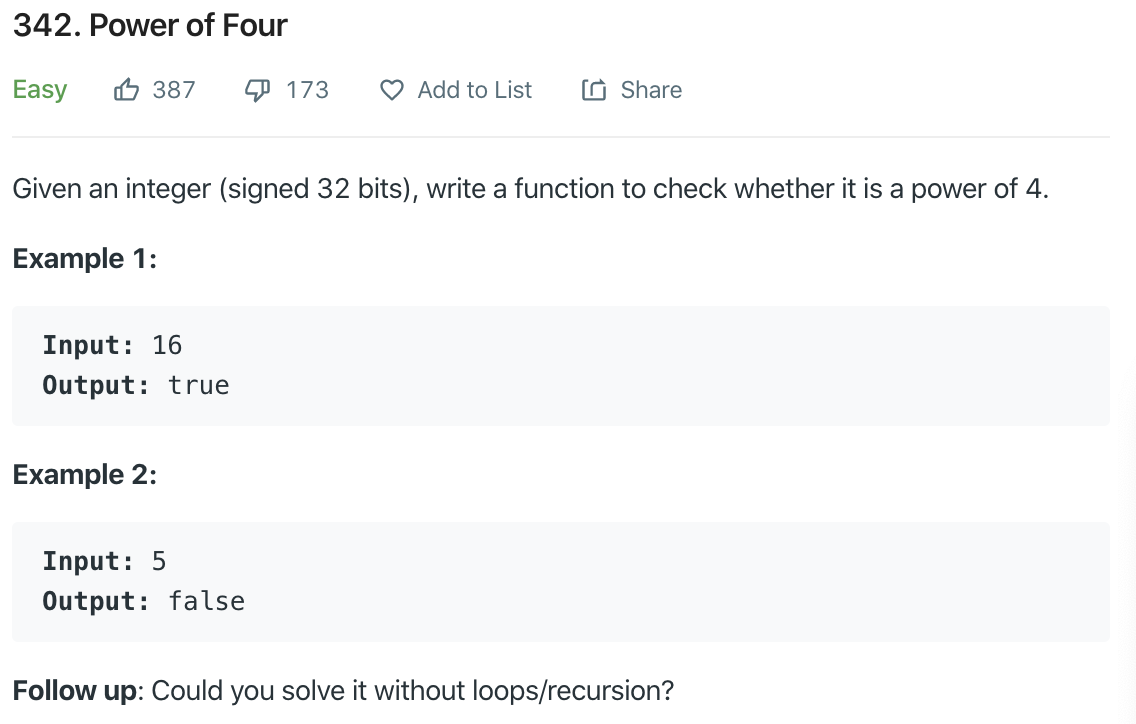 342. Power of Four
Easy 387 173 Add to List Share
Given an integer (signed 32 bits), write a function to check whether it is a power of 4.
Example 1:
Input: 16
Output: true
Example 2:
Input: 5
Output: false
Follow up: Could you solve it without loops/recursion?